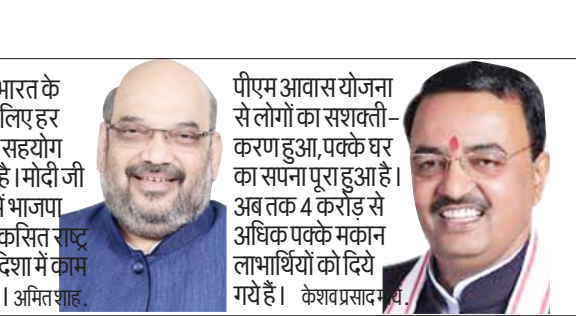 भारत के
लिए हर
सहयोग
है। मोदी जी
में भाजपा
कसित राष्ट्र
दिशा में काम
। अमित शाह.
पीएम आवास योजना
से लोगों का सशक्ती-
करण हुआ, पक्के घर
का सपना पूरा हुआ है।
अब तक 4 करोड़ से
अधिक पक्के मकान
लाभार्थियों को दिये
गये हैं। केशव प्रसाद मौर्य.